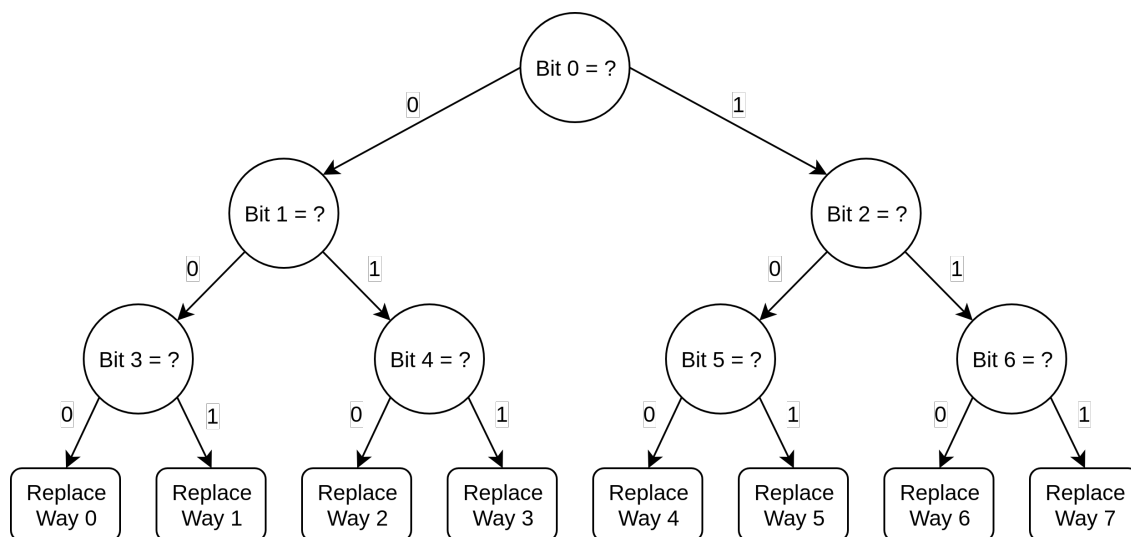 Bit 0 = ?
0
1
Bit 1 = ?
Bit 2 = ?
0
1
0
1
Bit 3 = ?
Bit 4 = ?
Bit 5 = ?
Bit 6 = ?
0
1
0
1
0
1
0
1
Replace
Way 0
Replace
Way 1
Replace
Way 2
Replace
Way 3
Replace
Way 4
Replace
Way 5
Replace
Way 6
Replace
Way 7